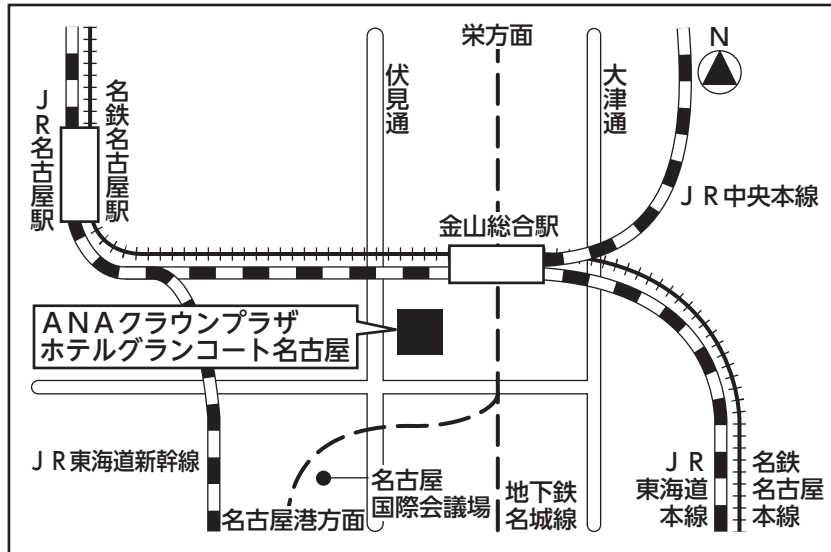 栄方面
N
伏見通
大津通
JR名古屋駅
名鉄名古屋駅
JR中央本線
金山総合駅
ANAクラウンプラザ
ホテルグランコート名古屋
JR東海道新幹線
名古屋
国際会議場
名古屋港方面
地下鉄
名城線
JR
東海道
本線
名鉄
名古屋
本線